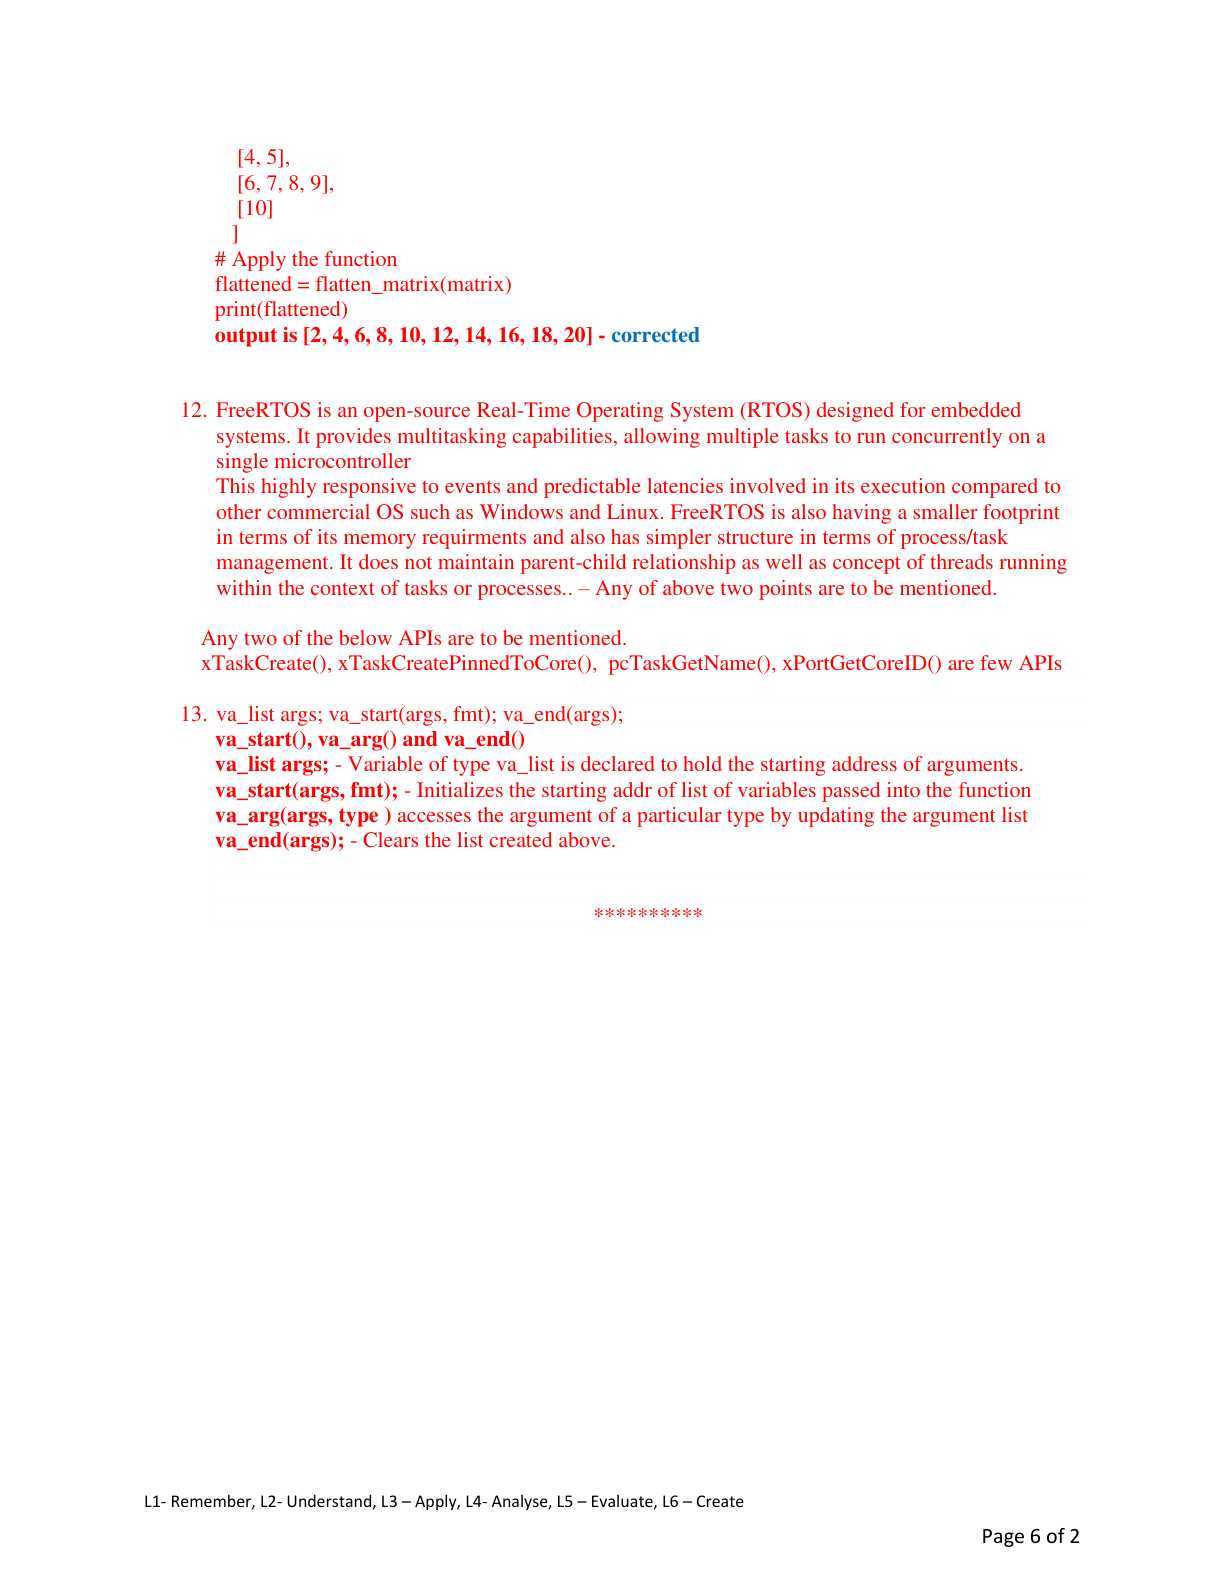 [4, 5],
[6, 7, 8, 9],
[10]
]
# Apply the function
flattened = flatten_matrix(matrix)
print(flattened)
output is [2, 4, 6, 8, 10, 12, 14, 16, 18, 20] - corrected
12. FreeRTOS is an open-source Real-Time Operating System (RTOS) designed for embedded
systems. It provides multitasking capabilities, allowing multiple tasks to run concurrently on a
single microcontroller
This highly responsive to events and predictable latencies involved in its execution compared to
other commercial OS such as Windows and Linux. FreeRTOS is also having a smaller footprint
in terms of its memory requirments and also has simpler structure in terms of process/task
management. It does not maintain parent-child relationship as well as concept of threads running
within the context of tasks or processes.. – Any of above two points are to be mentioned.
Any two of the below APIs are to be mentioned.
xTaskCreate(), xTaskCreatePinnedToCore(), pcTaskGetName(), xPortGetCoreID() are few APIs
13. va_list args; va_start(args, fmt); va_end(args);
va_start(), va_arg() and va_end()
va_list args; - Variable of type va_list is declared to hold the starting address of arguments.
va_start(args, fmt); - Initializes the starting addr of list of variables passed into the function
va_arg(args, type ) accesses the argument of a particular type by updating the argument list
va_end(args); - Clears the list created above.
**********
L1- Remember, L2- Understand, L3 – Apply, L4- Analyse, L5 – Evaluate, L6 – Create
Page 6 of 2